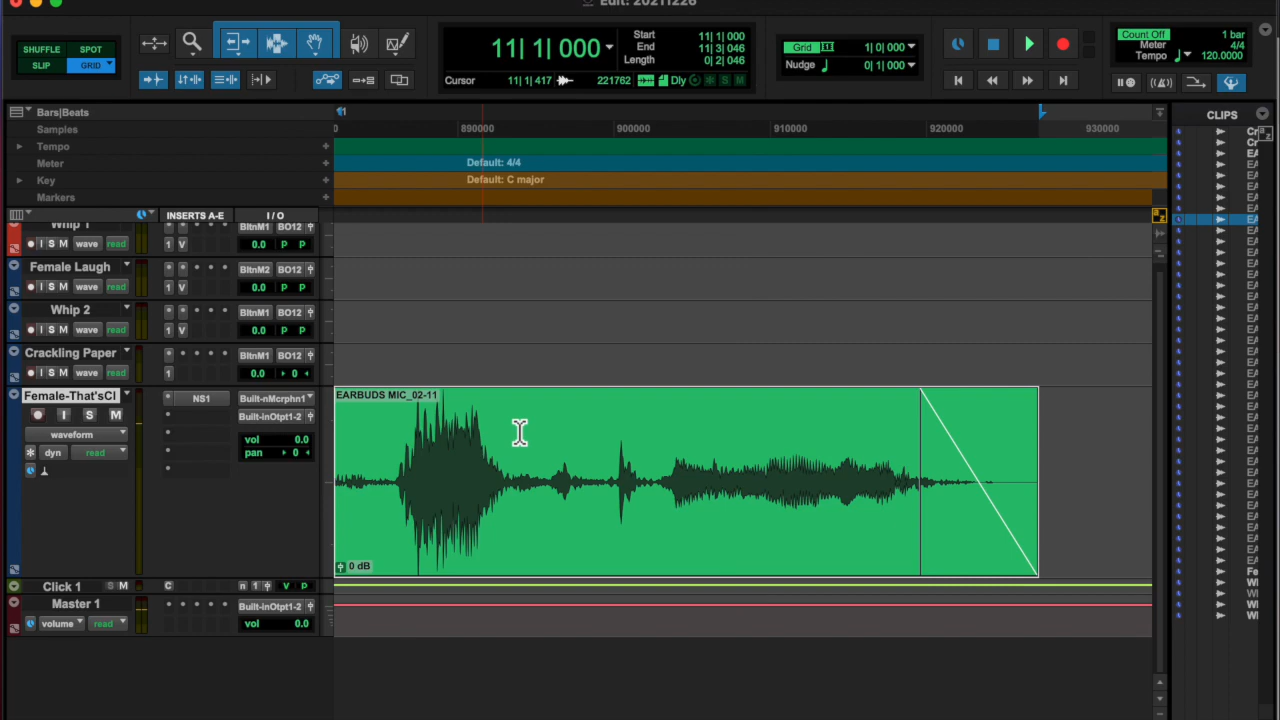 Edit: 20211226
SHUFFLE SPOT
SLIP GRID
11| 1| 000
Start 11| 1| 000
End 11| 3| 046
Length 0| 2| 046
Cursor 11| 1| 417 221762 Dly S M
Grid 1| 0| 000
Nudge 0| 1| 000
Count Off 1 bar
Meter 4/4
Tempo 120.0000
Bars|Beats
Samples 890000 900000 910000 920000 930000
Tempo
Meter Default: 4/4
Key Default: C major
Markers
INSERTS A-E I / O
CLIPS
a z
Whip 1 BltnM1 BO12
I S M wave read 1 V 0.0 P P
Female Laugh BltnM2 BO12
I S M wave read 1 V 0.0 P P
Whip 2 BltnM1 BO12
I S M wave read 1 V 0.0 P P
Crackling Paper BltnM1 BO12
I S M wave read 1 0.0 0
Female-That'sCl NS1 Built-nMcrphn1
EARBUDS MIC_02-11
I S M Built-inOtpt1-2
waveform vol 0.0
dyn read pan 0
0 dB
Click 1 S M C n 1 V P
Master 1 Built-inOtpt1-2
volume read vol 0.0